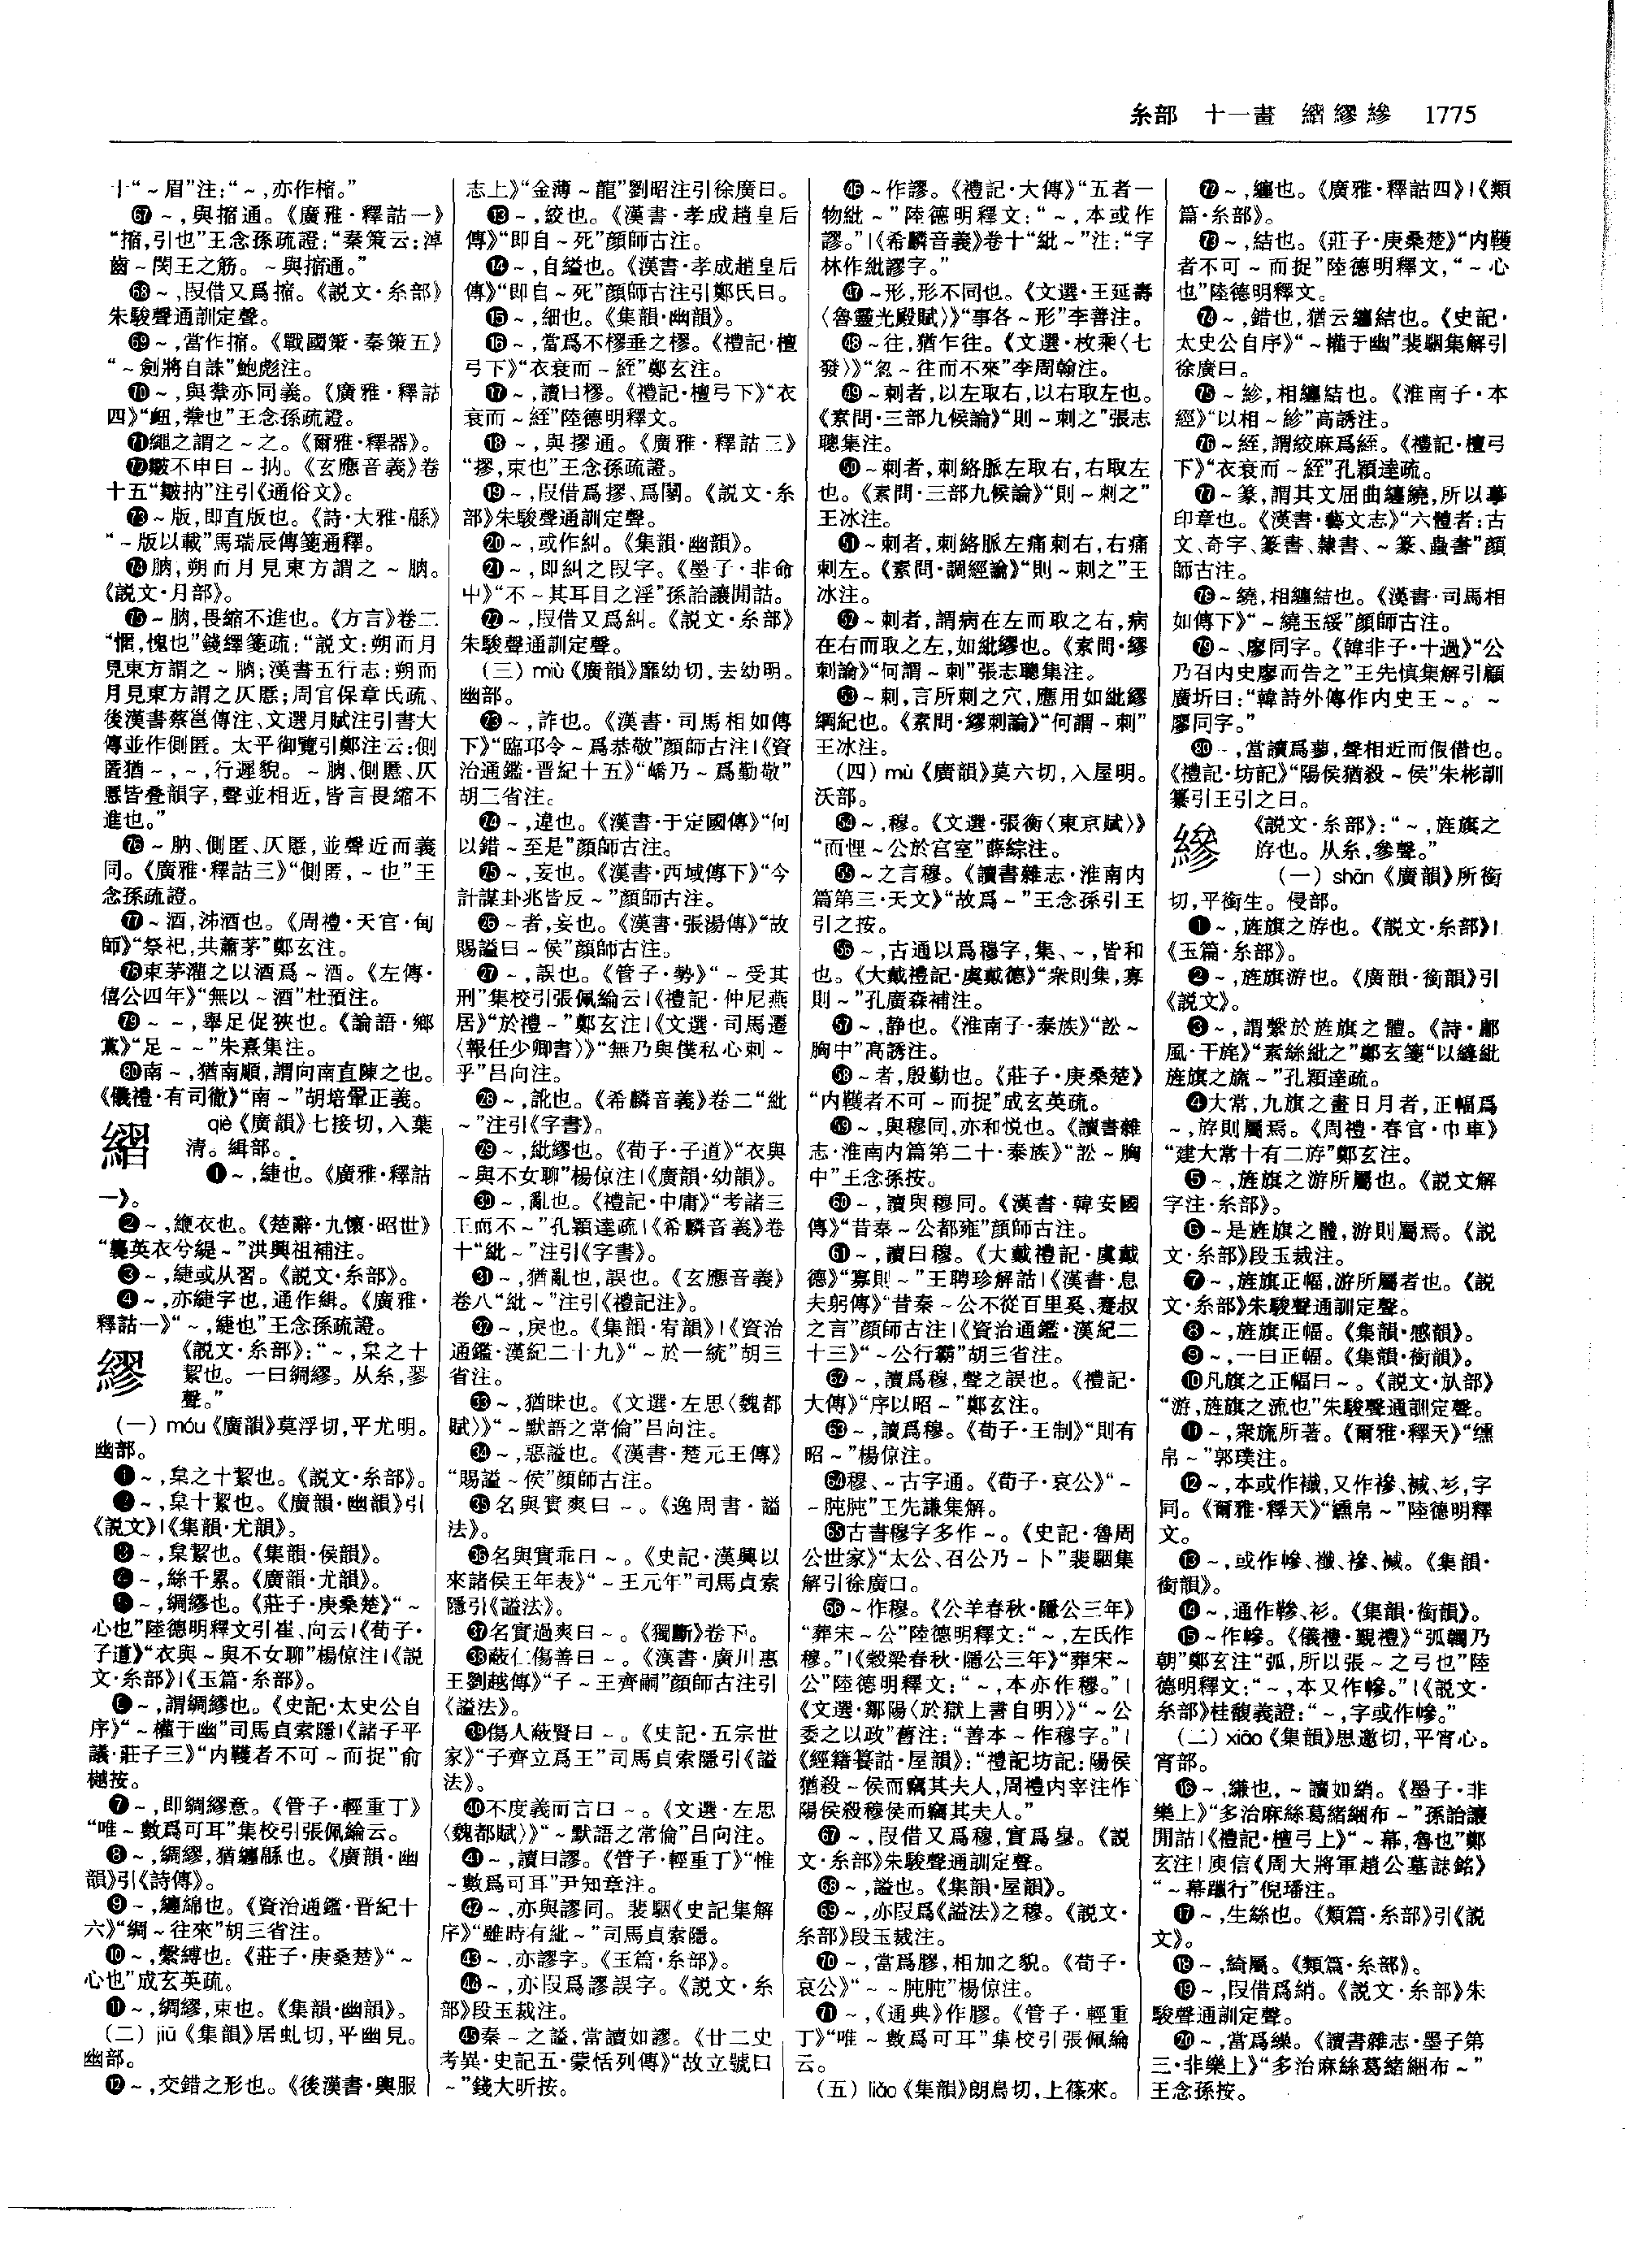 糸部　十一畫　縉繆縿　1775
十“～眉”注:“～,亦作樎。”
67～,與摍通。《廣雅·釋詁一》
“摍,引也”王念孫疏證:“秦策云:淖
齒～閔王之筋。～與摍通。”
68～,叚借又爲摍。《説文·糸部》
朱駿聲通訓定聲。
69～,當作摍。《戰國策·秦策五》
“～劍將自誅”鮑彪注。
70～,與摰亦同義。《廣雅·釋詁
四》“衄,摰也”王念孫疏證。
71繩之謂之～之。《爾雅·釋器》。
72皺不申曰～朒。《玄應音義》卷
十五“皺朒”注引《通俗文》。
73～版,即直版也。《詩·大雅·緜》
“～版以載”馬瑞辰傳箋通釋。
74朒,朔而月見東方謂之～朒。
《説文·月部》。
75～朒,畏縮不進也。《方言》卷二
“㥾,愧也”錢繹箋疏:“説文:朔而月
見東方謂之～朒;漢書五行志:朔而
月見東方謂之仄慝;周官保章氏疏、
後漢書蔡邕傳注、文選月賦注引書大
傳並作側匿。太平御覽引鄭注云:側
匿猶～,～,行遲貌。～朒、側慝、仄
慝皆疊韻字,聲並相近,皆言畏縮不
進也。”
76～朒、側匿、仄慝,並聲近而義
同。《廣雅·釋詁三》“側匿,～也”王
念孫疏證。
77～酒,泲酒也。《周禮·天官·甸
師》“祭祀,共蕭茅”鄭玄注。
78束茅灌之以酒爲～酒。《左傳·
僖公四年》“無以～酒”杜預注。
79～～,舉足促狹也。《論語·鄉
黨》“足～～”朱熹集注。
80南～,猶南順,謂向南直陳之也。
《儀禮·有司徹》“南～”胡培翬正義。
縉 qiè《廣韻》七接切,入葉
清。緝部。
❶～,緁也。《廣雅·釋詁
一》。
❷～,緶衣也。《楚辭·九懷·昭世》
“襲英衣兮緹～”洪興祖補注。
❸～,緁或从習。《説文·糸部》。
❹～,亦緁字也,通作緝。《廣雅·
釋詁一》“～,緁也”王念孫疏證。
繆 《説文·糸部》:“～,枲之十
絜也。一曰綢繆。从糸,翏
聲。”
(一) móu《廣韻》莫浮切,平尤明。
幽部。
❶～,枲之十絜也。《説文·糸部》。
❷～,枲十絜也。《廣韻·幽韻》引
《説文》|《集韻·尤韻》。
❸～,枲絜也。《集韻·侯韻》。
❹～,絲千累。《廣韻·尤韻》。
❺～,綢繆也。《莊子·庚桑楚》“～
心也”陸德明釋文引崔、向云|《荀子·
子道》“衣與～與不女聊”楊倞注|《説
文·糸部》|《玉篇·糸部》。
❻～,謂綢繆也。《史記·太史公自
序》“～權于幽”司馬貞索隱|《諸子平
議·莊子三》“内韄者不可～而捉”俞
樾按。
❼～,即綢繆意。《管子·輕重丁》
“唯～數爲可耳”集校引張佩綸云。
❽～,綢繆,猶纏緜也。《廣韻·幽
韻》引《詩傳》。
❾～,纏綿也。《資治通鑑·晉紀十
六》“綢～往來”胡三省注。
❿～,繫縛也。《莊子·庚桑楚》“～
心也”成玄英疏。
⓫～,綢繆,束也。《集韻·幽韻》。
(二) jiū《集韻》居虬切,平幽見。
幽部。
⓬～,交錯之形也。《後漢書·輿服
志上》“金薄～龍”劉昭注引徐廣曰。
⓭～,絞也。《漢書·孝成趙皇后
傳》“即自～死”顔師古注。
⓮～,自縊也。《漢書·孝成趙皇后
傳》“即自～死”顔師古注引鄭氏曰。
⓯～,細也。《集韻·幽韻》。
⓰～,當爲不樛垂之樛。《禮記·檀
弓下》“衣衰而～絰”鄭玄注。
⓱～,讀曰樛。《禮記·檀弓下》“衣
衰而～絰”陸德明釋文。
⓲～,與摎通。《廣雅·釋詁三》
“摎,束也”王念孫疏證。
⓳～,叚借爲摎、爲䦧。《説文·糸
部》朱駿聲通訓定聲。
⓴～,或作糾。《集韻·幽韻》。
21～,即糾之叚字。《墨子·非命
中》“不～其耳目之淫”孫詒讓閒詁。
22～,叚借又爲糾。《説文·糸部》
朱駿聲通訓定聲。
(三) miù《廣韻》靡幼切,去幼明。
幽部。
23～,詐也。《漢書·司馬相如傳
下》“臨邛令～爲恭敬”顔師古注|《資
治通鑑·晉紀十五》“嶠乃～爲勤敬”
胡三省注。
24～,違也。《漢書·于定國傳》“何
以錯～至是”顔師古注。
25～,妄也。《漢書·西域傳下》“今
計謀卦兆皆反～”顔師古注。
26～者,妄也。《漢書·張湯傳》“故
賜謚曰～侯”顔師古注。
27～,誤也。《管子·勢》“～受其
刑”集校引張佩綸云|《禮記·仲尼燕
居》“於禮～”鄭玄注|《文選·司馬遷
〈報任少卿書〉》“無乃與僕私心刺～
乎”吕向注。
28～,訛也。《希麟音義》卷二“紕
～”注引《字書》。
29～,紕繆也。《荀子·子道》“衣與
～與不女聊”楊倞注|《廣韻·幼韻》。
30～,亂也。《禮記·中庸》“考諸三
王而不～”孔穎達疏|《希麟音義》卷
十“紕～”注引《字書》。
31～,猶亂也,誤也。《玄應音義》
卷八“紕～”注引《禮記注》。
32～,戾也。《集韻·宥韻》|《資治
通鑑·漢紀二十九》“～於一統”胡三
省注。
33～,猶昧也。《文選·左思〈魏都
賦〉》“～默語之常倫”吕向注。
34～,惡謚也。《漢書·楚元王傳》
“賜謚～侯”顔師古注。
35名與實爽曰～。《逸周書·謚
法》。
36名與實乖曰～。《史記·漢興以
來諸侯王年表》“～王元年”司馬貞索
隱引《謚法》。
37名實過爽曰～。《獨斷》卷下。
38蔽仁傷善曰～。《漢書·廣川惠
王劉越傳》“子～王齊嗣”顔師古注引
《謚法》。
39傷人蔽賢曰～。《史記·五宗世
家》“子齊立爲王”司馬貞索隱引《謚
法》。
40不度義而言曰～。《文選·左思
〈魏都賦〉》“～默語之常倫”吕向注。
41～,讀曰謬。《管子·輕重丁》“惟
～數爲可耳”尹知章注。
42～,亦與謬同。裴駰《史記集解
序》“雖時有紕～”司馬貞索隱。
43～,亦謬字。《玉篇·糸部》。
44～,亦叚爲謬誤字。《説文·糸
部》段玉裁注。
45秦～之謚,當讀如謬。《廿二史
考異·史記五·蒙恬列傳》“故立號曰
～”錢大昕按。
46～作謬。《禮記·大傳》“五者一
物紕～”陸德明釋文:“～,本或作
謬。”|《希麟音義》卷十“紕～”注:“字
林作紕謬字。”
47～形,形不同也。《文選·王延壽
〈魯靈光殿賦〉》“事各～形”李善注。
48～往,猶乍往。《文選·枚乘〈七
發〉》“忽～往而不來”李周翰注。
49～刺者,以左取右,以右取左也。
《素問·三部九候論》“則～刺之”張志
聰集注。
50～刺者,刺絡脈左取右,右取左
也。《素問·三部九候論》“則～刺之”
王冰注。
51～刺者,刺絡脈左痛刺右,右痛
刺左。《素問·調經論》“則～刺之”王
冰注。
52～刺者,謂病在左而取之右,病
在右而取之左,如紕繆也。《素問·繆
刺論》“何謂～刺”張志聰集注。
53～刺,言所刺之穴,應用如紕繆
綱紀也。《素問·繆刺論》“何謂～刺”
王冰注。
(四) mù《廣韻》莫六切,入屋明。
沃部。
54～,穆。《文選·張衡〈東京賦〉》
“而悝～公於宫室”薛綜注。
55～之言穆。《讀書雜志·淮南内
篇第三·天文》“故爲～”王念孫引王
引之按。
56～,古通以爲穆字,集、～,皆和
也。《大戴禮記·虞戴德》“衆則集,寡
則～”孔廣森補注。
57～,静也。《淮南子·泰族》“訟～
胸中”高誘注。
58～者,殷勤也。《莊子·庚桑楚》
“内韄者不可～而捉”成玄英疏。
59～,與穆同,亦和悦也。《讀書雜
志·淮南内篇第二十·泰族》“訟～胸
中”王念孫按。
60～,讀與穆同。《漢書·韓安國
傳》“昔秦～公都雍”顔師古注。
61～,讀曰穆。《大戴禮記·虞戴
德》“寡則～”王聘珍解詁|《漢書·息
夫躬傳》“昔秦～公不從百里奚、蹇叔
之言”顔師古注|《資治通鑑·漢紀二
十三》“～公行霸”胡三省注。
62～,讀爲穆,聲之誤也。《禮記·
大傳》“序以昭～”鄭玄注。
63～,讀爲穆。《荀子·王制》“則有
昭～”楊倞注。
64穆、～古字通。《荀子·哀公》“～
～肫肫”王先謙集解。
65古書穆字多作～。《史記·魯周
公世家》“太公、召公乃～卜”裴駰集
解引徐廣曰。
66～作穆。《公羊春秋·隱公三年》
“葬宋～公”陸德明釋文:“～,左氏作
穆。”|《穀梁春秋·隱公三年》“葬宋～
公”陸德明釋文:“～,本亦作穆。”|
《文選·鄒陽〈於獄上書自明〉》“～公
委之以政”舊注:“善本～作穆字。”|
《經籍籑詁·屋韻》:“禮記坊記:陽侯
猶殺～侯而竊其夫人,周禮内宰注作
陽侯殺穆侯而竊其夫人。”
67～,叚借又爲穆,實爲㣎。《説
文·糸部》朱駿聲通訓定聲。
68～,謚也。《集韻·屋韻》。
69～,亦叚爲《謚法》之穆。《説文·
糸部》段玉裁注。
70～,當爲膠,相加之貌。《荀子·
哀公》“～～肫肫”楊倞注。
71～,《通典》作膠。《管子·輕重
丁》“唯～數爲可耳”集校引張佩綸
云。
(五) liǎo《集韻》朗鳥切,上篠來。
72～,纏也。《廣雅·釋詁四》|《類
篇·糸部》。
73～,結也。《莊子·庚桑楚》“内韄
者不可～而捉”陸德明釋文,“～心
也”陸德明釋文。
74～,錯也,猶云纏結也。《史記·
太史公自序》“～權于幽”裴駰集解引
徐廣曰。
75～紾,相纏結也。《淮南子·本
經》“以相～紾”高誘注。
76～絰,謂絞麻爲絰。《禮記·檀弓
下》“衣衰而～絰”孔穎達疏。
77～篆,謂其文屈曲纏繞,所以摹
印章也。《漢書·藝文志》“六體者:古
文、奇字、篆書、隸書、～篆、蟲書”顔
師古注。
78～繞,相纏結也。《漢書·司馬相
如傳下》“～繞玉綏”顔師古注。
79～、廖同字。《韓非子·十過》“公
乃召内史廖而告之”王先慎集解引顧
廣圻曰:“韓詩外傳作内史王～。～
廖同字。”
80～,當讀爲蓼,聲相近而假借也。
《禮記·坊記》“陽侯猶殺～侯”朱彬訓
纂引王引之曰。
縿 《説文·糸部》:“～,旌旗之
斿也。从糸,參聲。”
(一) shān《廣韻》所銜
切,平銜生。侵部。
❶～,旌旗之斿也。《説文·糸部》|
《玉篇·糸部》。
❷～,旌旗游也。《廣韻·銜韻》引
《説文》。
❸～,謂繫於旌旗之體。《詩·鄘
風·干旄》“素絲紕之”鄭玄箋“以縫紕
旌旗之旒～”孔穎達疏。
❹大常,九旗之畫日月者,正幅爲
～,斿則屬焉。《周禮·春官·巾車》
“建大常十有二斿”鄭玄注。
❺～,旌旗之游所屬也。《説文解
字注·糸部》。
❻～是旌旗之體,游則屬焉。《説
文·糸部》段玉裁注。
❼～,旌旗正幅,游所屬者也。《説
文·糸部》朱駿聲通訓定聲。
❽～,旌旗正幅。《集韻·感韻》。
❾～,一曰正幅。《集韻·銜韻》。
❿凡旗之正幅曰～。《説文·㫃部》
“游,旌旗之流也”朱駿聲通訓定聲。
⓫～,衆旒所著。《爾雅·釋天》“纁
帛～”郭璞注。
⓬～,本或作襳,又作襂、裓、衫,字
同。《爾雅·釋天》“纁帛～”陸德明釋
文。
⓭～,或作幓、襳、襂、㡜。《集韻·
銜韻》。
⓮～,通作鞗、衫。《集韻·銜韻》。
⓯～作幓。《儀禮·覲禮》“弧韣乃
朝”鄭玄注“弧,所以張～之弓也”陸
德明釋文:“～,本又作幓。”|《説文·
糸部》桂馥義證:“～,字或作幓。”
(二) xiāo《集韻》思邀切,平宵心。
宵部。
⓰～,縑也,～讀如綃。《墨子·非
樂上》“多治麻絲葛緒綑布～”孫詒讓
閒詁|《禮記·檀弓上》“～幕,魯也”鄭
玄注|庾信《周大將軍趙公墓誌銘》
“～幕躐行”倪璠注。
⓱～,生絲也。《類篇·糸部》引《説
文》。
⓲～,綺屬。《類篇·糸部》。
⓳～,叚借爲綃。《説文·糸部》朱
駿聲通訓定聲。
⓴～,當爲繰。《讀書雜志·墨子第
三·非樂上》“多治麻絲葛緒綑布～”
王念孫按。